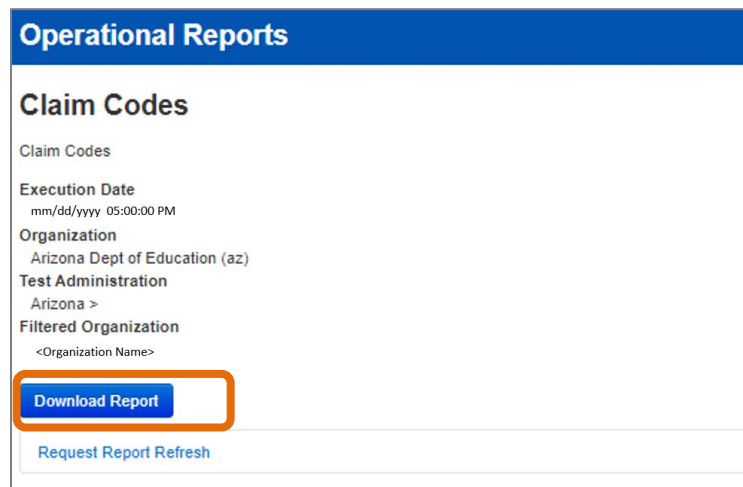 Operational Reports
Claim Codes
Claim Codes
Execution Date
mm/dd/yyyy 05:00:00 PM
Organization
Arizona Dept of Education (az)
Test Administration
Arizona >
Filtered Organization
<Organization Name>
Download Report
Request Report Refresh